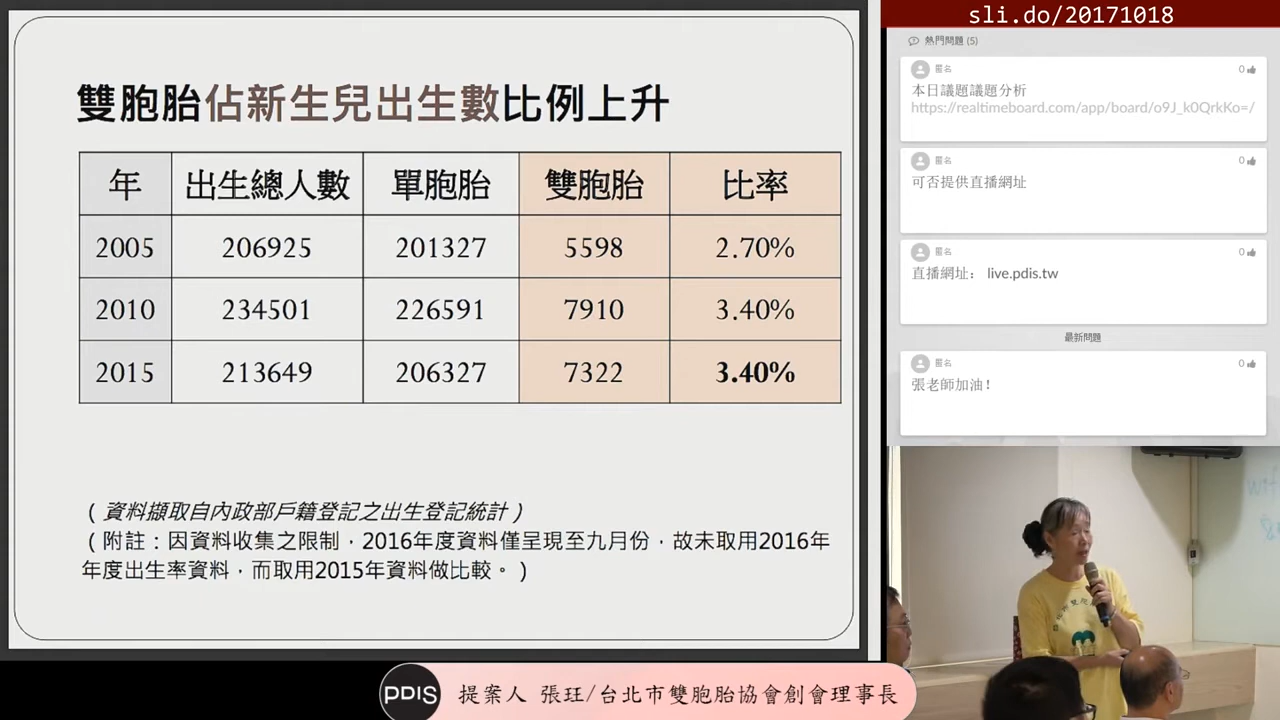 雙胞胎佔新生兒出生數比例上升
年 出生總人數 單胞胎 雙胞胎 比率
2005 206925 201327 5598 2.70%
2010 234501 226591 7910 3.40%
2015 213649 206327 7322 3.40%
(資料擷取自內政部戶籍登記之出生登記統計)
(附註:因資料收集之限制,2016年度資料僅呈現至九月份,故未取用2016年
年度出生率資料,而取用2015年資料做比較。)
sli.do/20171018
熱門問題 (5)
匿名 0
本日議題議題分析
https://realtimeboard.com/app/board/o9J_k0QrkKo=/
匿名 0
可否提供直播網址
匿名 0
直播網址: live.pdis.tw
最新問題
匿名 0
張老師加油!
PDIS 提案人 張玨/台北市雙胞胎協會創會理事長